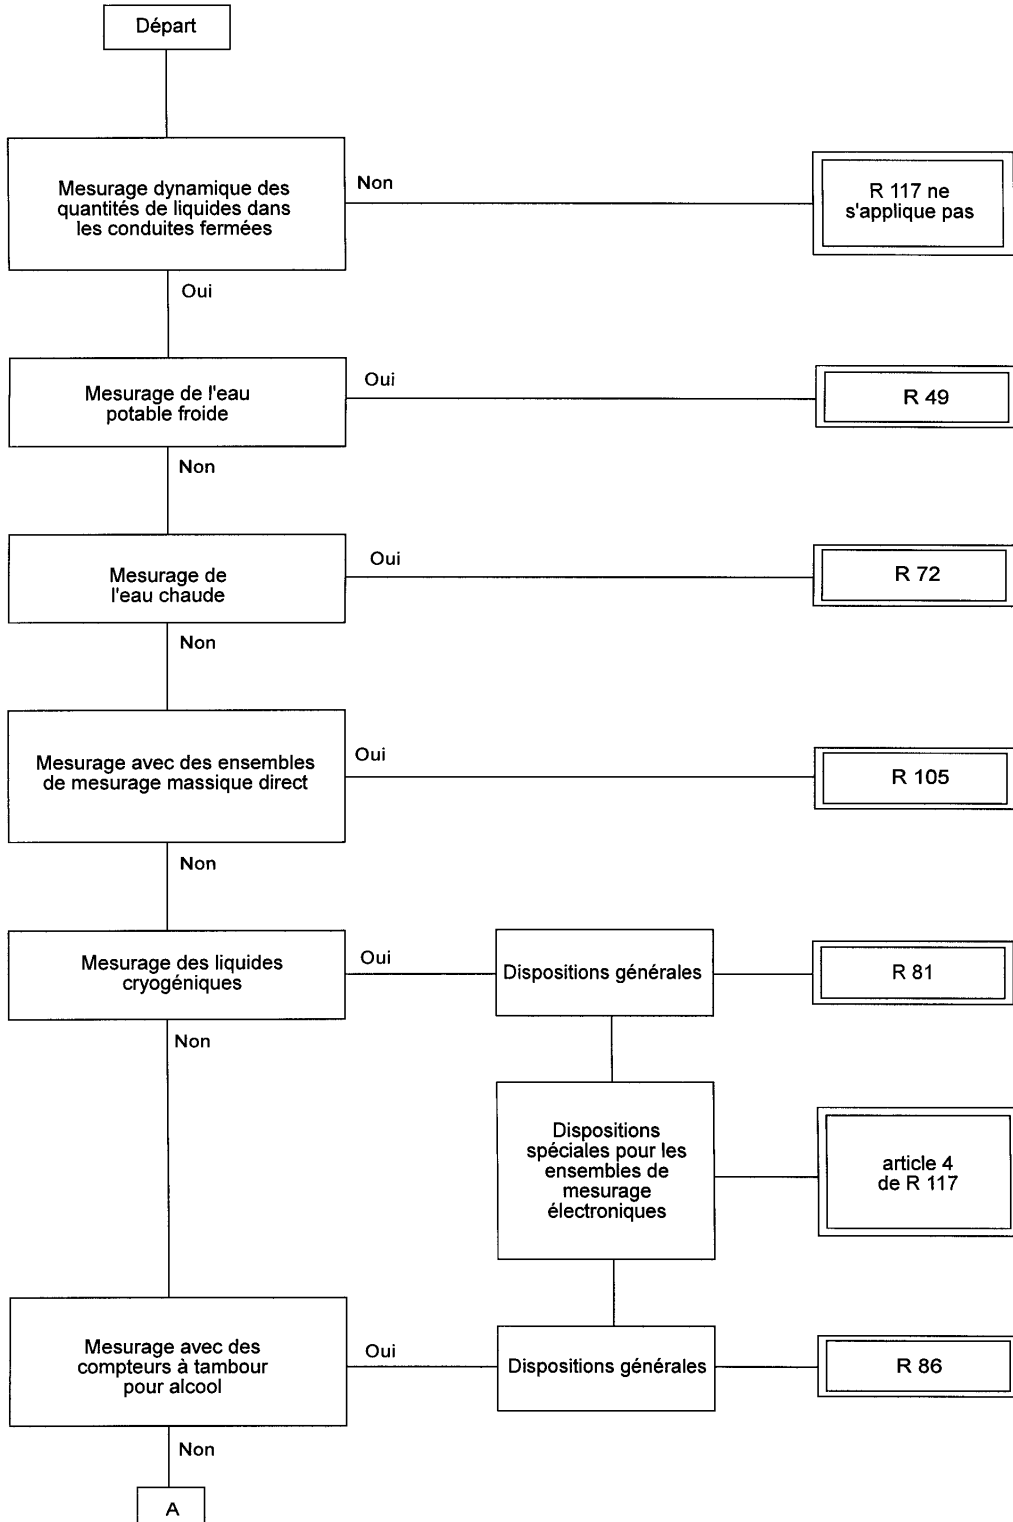 Départ
Mesurage dynamique des
quantités de liquides dans
les conduites fermées
Non
R 117 ne
s'applique pas
Oui
Mesurage de l'eau
potable froide
Oui
R 49
Non
Mesurage de
l'eau chaude
Oui
R 72
Non
Mesurage avec des ensembles
de mesurage massique direct
Oui
R 105
Non
Mesurage des liquides
cryogéniques
Oui
Dispositions générales
R 81
Non
Dispositions
spéciales pour les
ensembles de
mesurage
électroniques
article 4
de R 117
Mesurage avec des
compteurs à tambour
pour alcool
Oui
Dispositions générales
R 86
Non
A